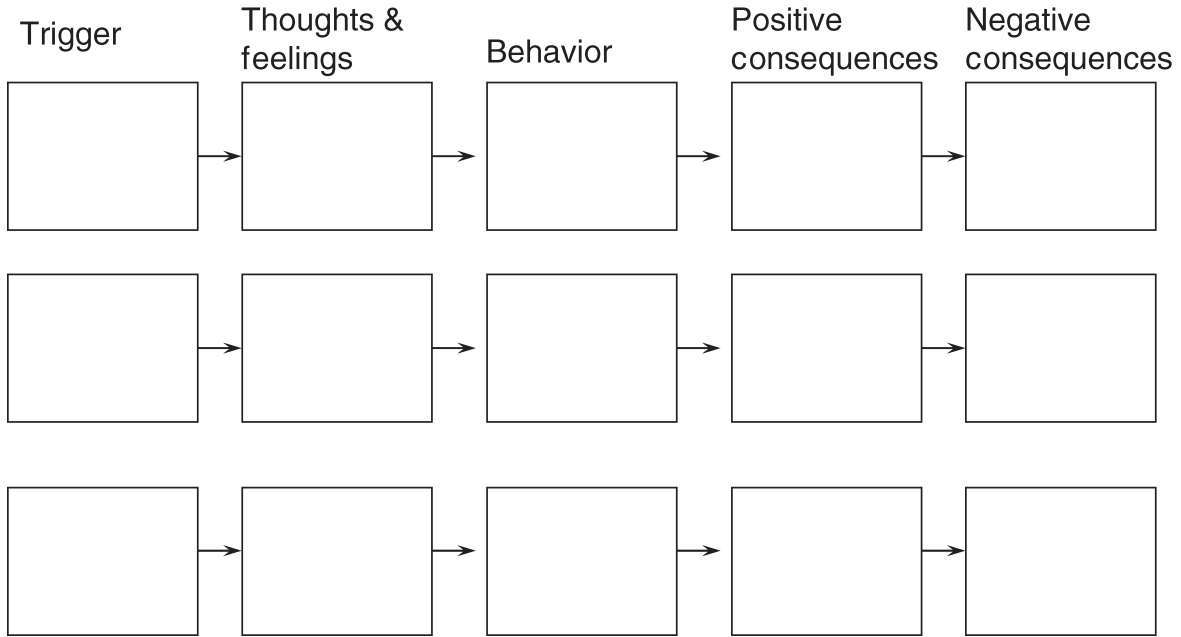 Trigger
Thoughts &
feelings
Behavior
Positive
consequences
Negative
consequences